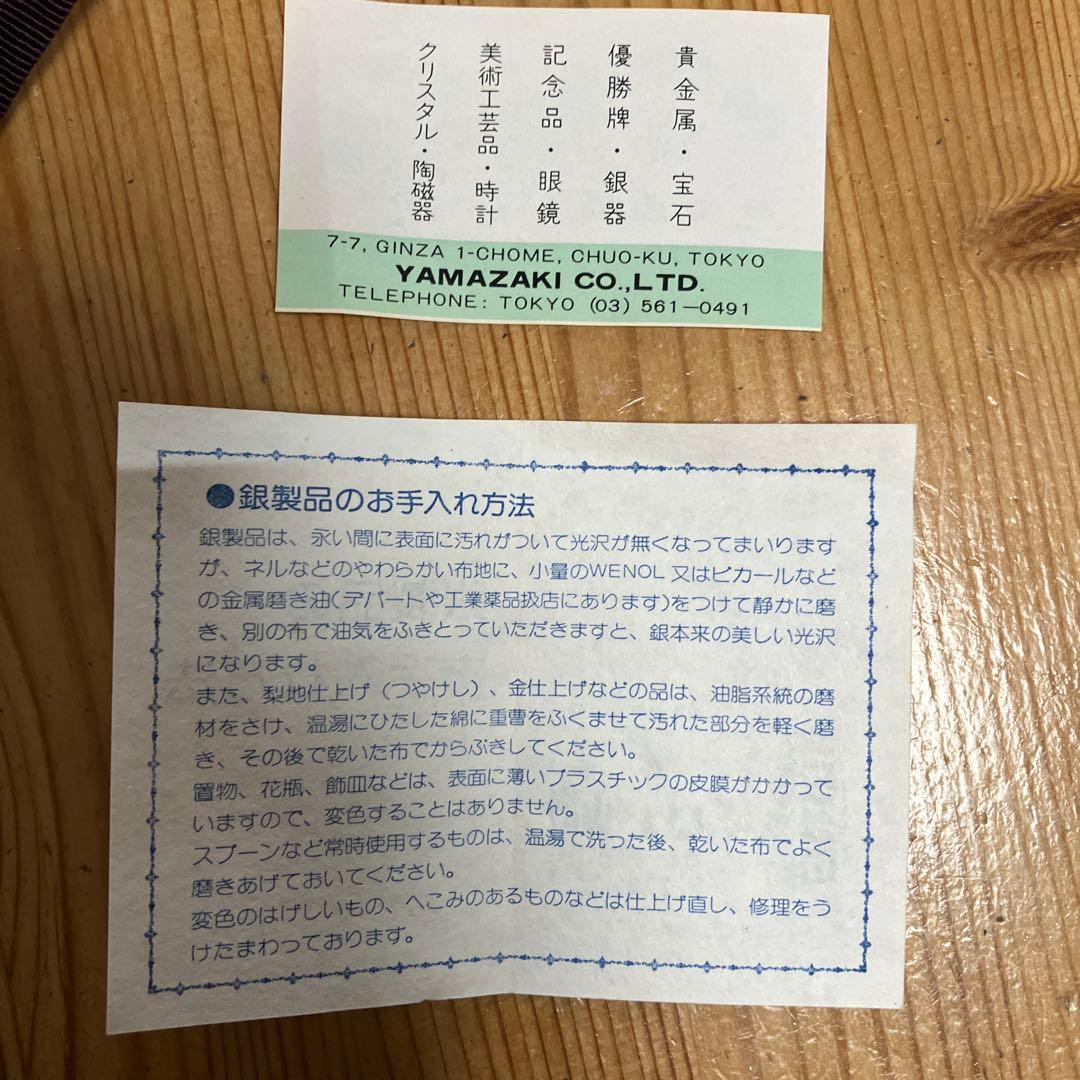 貴金属・宝石
優勝牌・銀器
記念品・眼鏡
美術工芸品・時計
クリスタル・陶磁器
7-7, GINZA 1-CHOME, CHUO-KU, TOKYO
YAMAZAKI CO.,LTD.
TELEPHONE: TOKYO (03) 561—0491
●銀製品のお手入れ方法
銀製品は、永い間に表面に汚れがついて光沢が無くなってまいります
が、ネルなどのやわらかい布地に、小量のWENOL又はピカールなど
の金属磨き油(デパートや工業薬品扱店にあります)をつけて静かに磨
き、別の布で油気をふきとっていただきますと、銀本来の美しい光沢
になります。
また、梨地仕上げ（つやけし）、金仕上げなどの品は、油脂系統の磨
材をさけ、温湯にひたした綿に重曹をふくませて汚れた部分を軽く磨
き、その後で乾いた布でからぶきしてください。
置物、花瓶、飾皿などは、表面に薄いプラスチックの皮膜がかかって
いますので、変色することはありません。
スプーンなど常時使用するものは、温湯で洗った後、乾いた布でよく
磨きあげておいてください。
変色のはげしいもの、へこみのあるものなどは仕上げ直し、修理をう
けたまわっております。